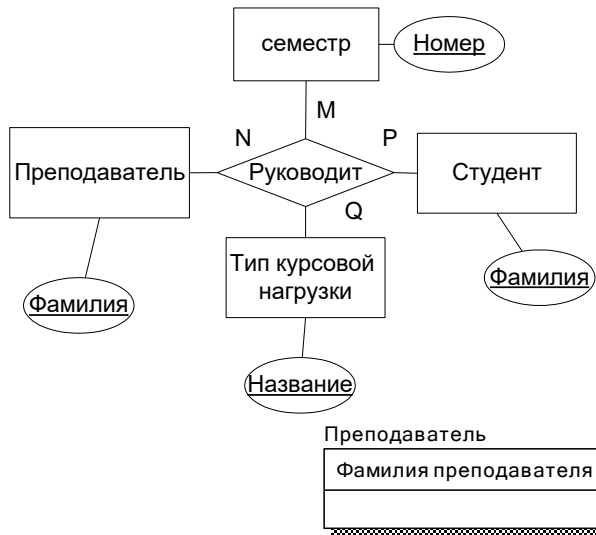 семестр
Номер
M
N
P
Преподаватель
Руководит
Студент
Q
Тип курсовой
нагрузки
Фамилия
Фамилия
Название
Преподаватель
Фамилия преподавателя